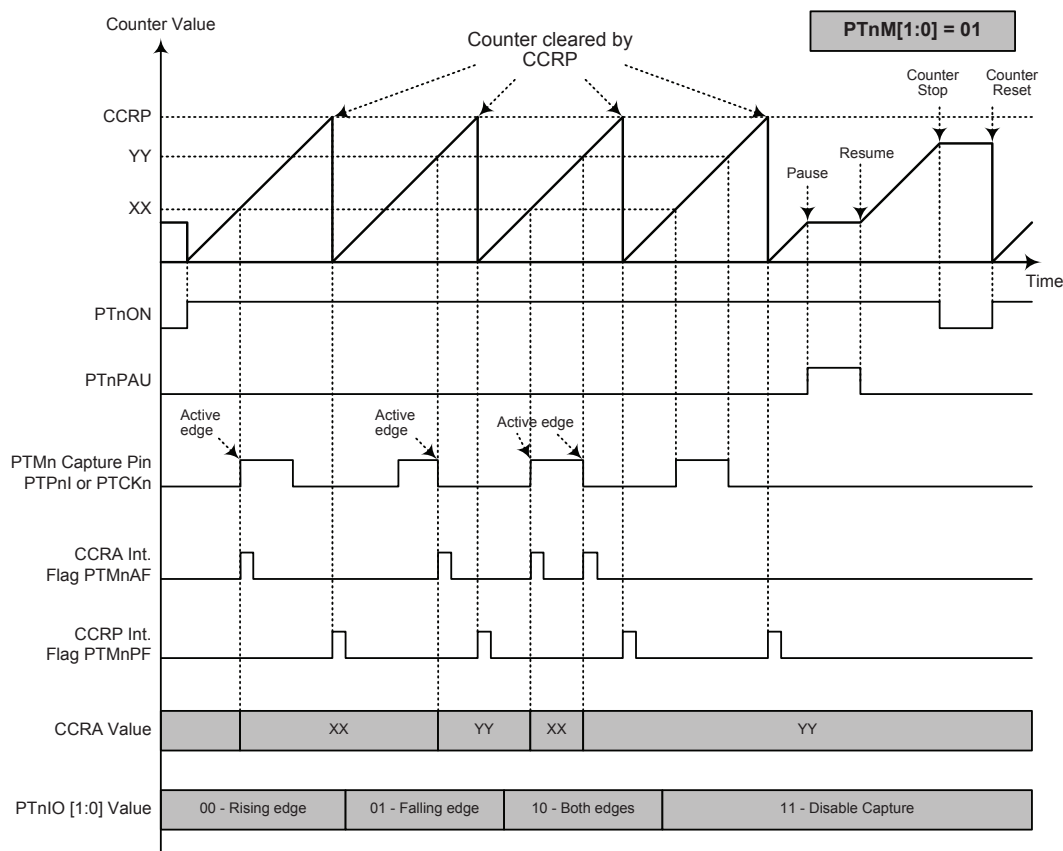 Counter Value
PTnM[1:0] = 01
Counter cleared by
CCRP
Counter
Stop
Counter
Reset
CCRP
YY
XX
Pause
Resume
Time
PTnON
PTnPAU
Active
edge
Active
edge
Active edge
PTMn Capture Pin
PTPnI or PTCKn
CCRA Int.
Flag PTMnAF
CCRP Int.
Flag PTMnPF
CCRA Value
XX
YY
XX
YY
PTnIO [1:0] Value
00 - Rising edge
01 - Falling edge
10 - Both edges
11 - Disable Capture